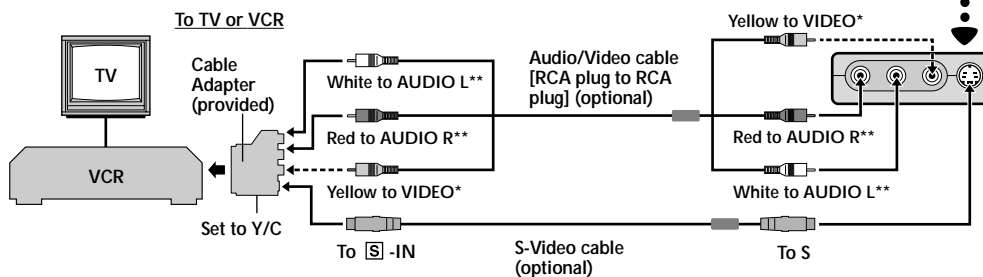 To TV or VCR
TV
VCR
Cable
Adapter
(provided)
Set to Y/C
White to AUDIO L**
Red to AUDIO R**
Yellow to VIDEO*
To S -IN
Audio/Video cable
[RCA plug to RCA
plug] (optional)
S-Video cable
(optional)
Yellow to VIDEO*
Red to AUDIO R**
White to AUDIO L**
To S